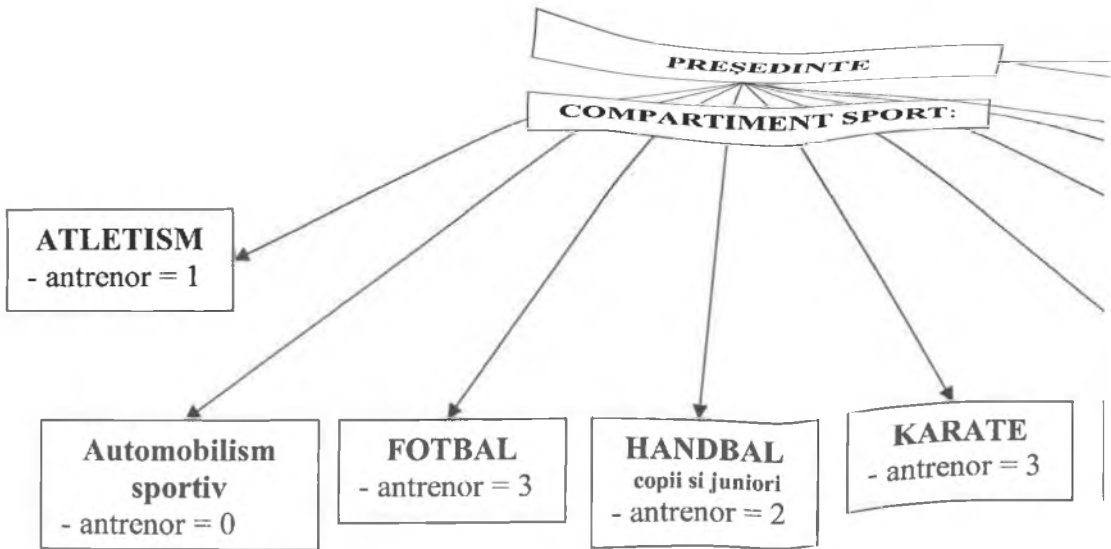 PREȘEDINTE
COMPARTIMENT SPORT:
ATLETISM
- antrenor = 1
Automobilism
sportiv
- antrenor = 0
FOTBAL
- antrenor = 3
HANDBAL
copii si juniori
- antrenor = 2
KARATE
- antrenor = 3